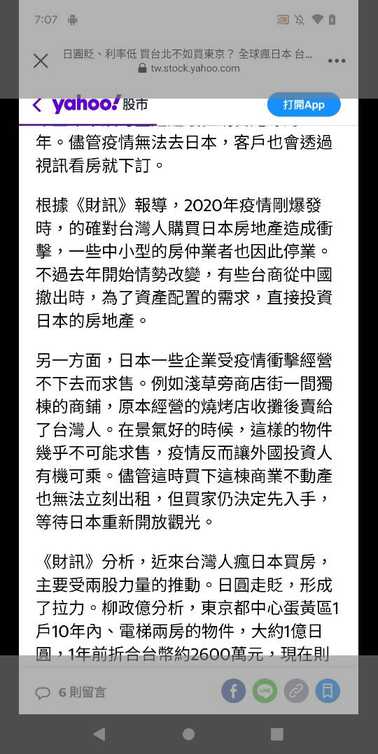 7:07
日圓貶、利率低 買台北不如買東京？ 全球瘋日本 台...
tw.stock.yahoo.com
yahoo!股市
打開App
年。儘管疫情無法去日本，客戶也會透過
視訊看房就下訂。
根據《財訊》報導，2020年疫情剛爆發
時，的確對台灣人購買日本房地產造成衝
擊，一些中小型的房仲業者也因此停業。
不過去年開始情勢改變，有些台商從中國
撤出時，為了資產配置的需求，直接投資
日本的房地產。
另一方面，日本一些企業受疫情衝擊經營
不下去而求售。例如淺草旁商店街一間獨
棟的商鋪，原本經營的燒烤店收攤後賣給
了台灣人。在景氣好的時候，這樣的物件
幾乎不可能求售，疫情反而讓外國投資人
有機可乘。儘管這時買下這棟商業不動產
也無法立刻出租，但買家仍決定先入手，
等待日本重新開放觀光。
《財訊》分析，近來台灣人瘋日本買房，
主要受兩股力量的推動。日圓走貶，形成
了拉力。柳政億分析，東京都中心蛋黃區1
戶10年內、電梯兩房的物件，大約1億日
圓，1年前折合台幣約2600萬元，現在則
6 則留言